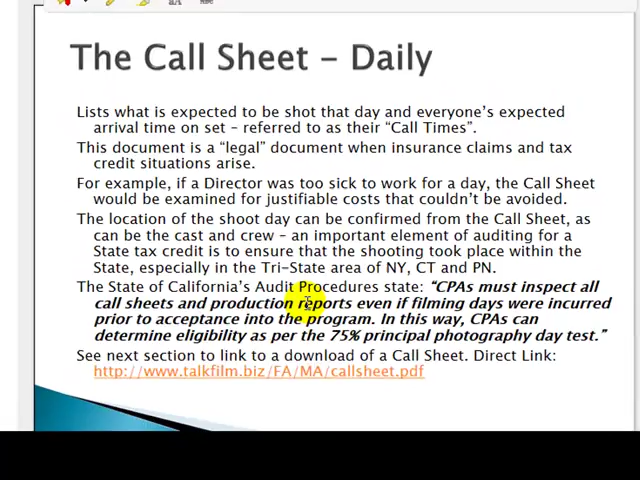 The Call Sheet - Daily
Lists what is expected to be shot that day and everyone's expected
arrival time on set - referred to as their "Call Times".
This document is a "legal" document when insurance claims and tax
credit situations arise.
For example, if a Director was too sick to work for a day, the Call Sheet
would be examined for justifiable costs that couldn't be avoided.
The location of the shoot day can be confirmed from the Call Sheet, as
can be the cast and crew - an important element of auditing for a
State tax credit is to ensure that the shooting took place within the
State, especially in the Tri-State area of NY, CT and PN.
The State of California's Audit Procedures state: "CPAs must inspect all
call sheets and production reports even if filming days were incurred
prior to acceptance into the program. In this way, CPAs can
determine eligibility as per the 75% principal photography day test."
See next section to link to a download of a Call Sheet. Direct Link:
http://www.talkfilm.biz/FA/MA/callsheet.pdf